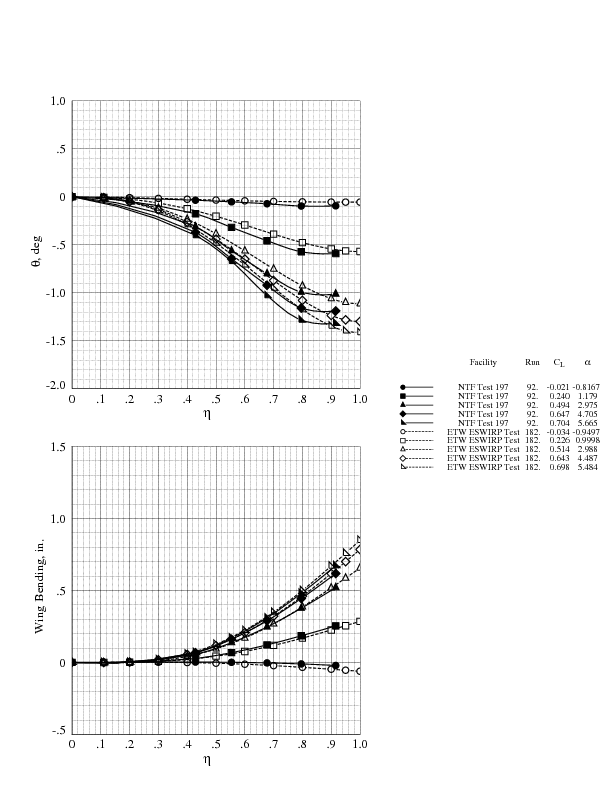 1.0
.5
0
-.5
-1.0
-1.5
-2.0
θ, deg
0 .1 .2 .3 .4 .5 .6 .7 .8 .9 1.0
η
Facility Run CL α
NTF Test 197 92. -0.021 -0.8167
NTF Test 197 92. 0.240 1.179
NTF Test 197 92. 0.494 2.975
NTF Test 197 92. 0.647 4.705
NTF Test 197 92. 0.704 5.665
ETW ESWIRP Test 182. -0.034 -0.9497
ETW ESWIRP Test 182. 0.226 0.9998
ETW ESWIRP Test 182. 0.514 2.988
ETW ESWIRP Test 182. 0.643 4.487
ETW ESWIRP Test 182. 0.698 5.484
1.5
1.0
.5
0
-.5
Wing Bending, in.
0 .1 .2 .3 .4 .5 .6 .7 .8 .9 1.0
η